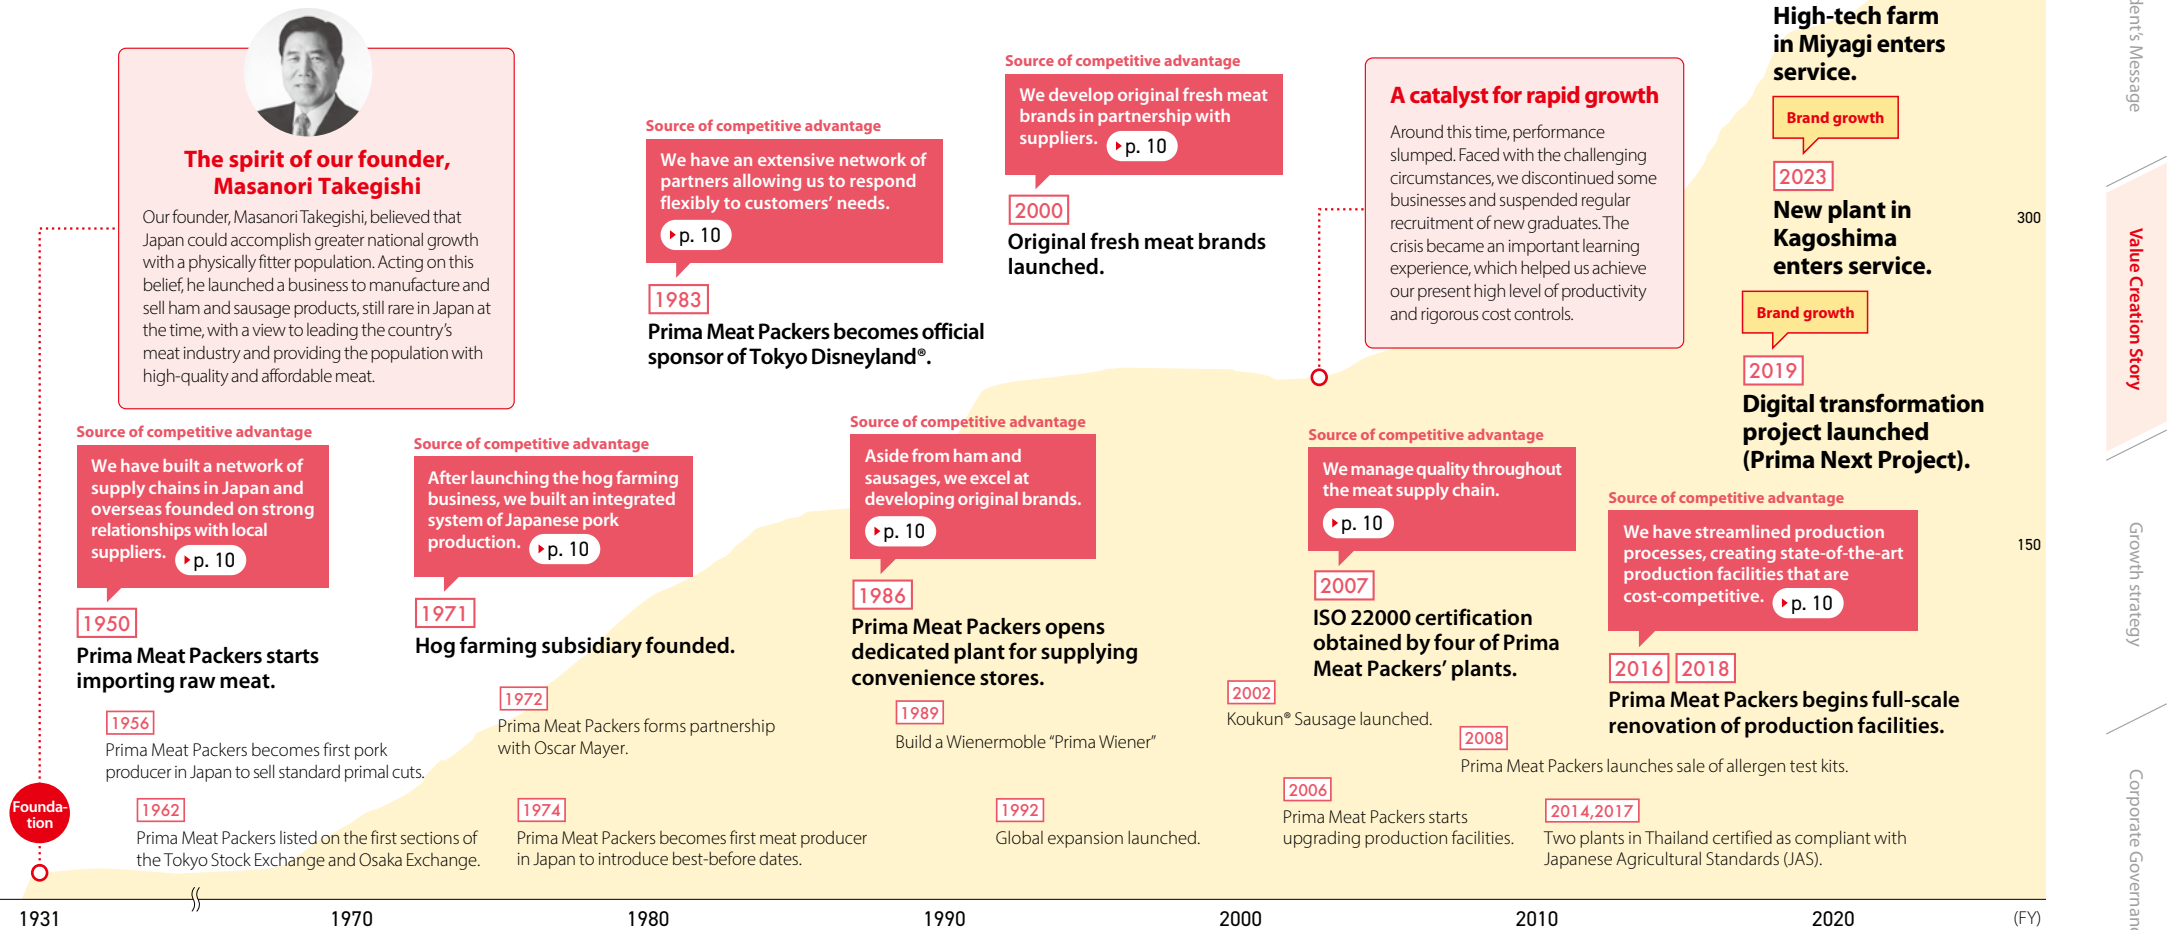 The spirit of our founder,
Masanori Takegishi
Our founder, Masanori Takegishi, believed that
Japan could accomplish greater national growth
with a physically fitter population. Acting on this
belief, he launched a business to manufacture and
sell ham and sausage products, still rare in Japan at
the time, with a view to leading the country's
meat industry and providing the population with
high-quality and affordable meat.
Source of competitive advantage
We have built a network of
supply chains in Japan and
overseas founded on strong
relationships with local
suppliers. p. 10
1950
Prima Meat Packers starts
importing raw meat.
1956
Prima Meat Packers becomes first pork
producer in Japan to sell standard primal cuts.
1962
Prima Meat Packers listed on the first sections of
the Tokyo Stock Exchange and Osaka Exchange.
Founda-
tion
Source of competitive advantage
After launching the hog farming
business, we built an integrated
system of Japanese pork
production. p. 10
1971
Hog farming subsidiary founded.
1972
Prima Meat Packers forms partnership
with Oscar Mayer.
1974
Prima Meat Packers becomes first meat producer
in Japan to introduce best-before dates.
Source of competitive advantage
We have an extensive network of
partners allowing us to respond
flexibly to customers' needs.
p. 10
1983
Prima Meat Packers becomes official
sponsor of Tokyo Disneyland®.
Source of competitive advantage
Aside from ham and
sausages, we excel at
developing original brands.
p. 10
1986
Prima Meat Packers opens
dedicated plant for supplying
convenience stores.
1989
Build a Wienermoble “Prima Wiener”
1992
Global expansion launched.
Source of competitive advantage
We develop original fresh meat
brands in partnership with
suppliers. p. 10
2000
Original fresh meat brands
launched.
2002
Koukun® Sausage launched.
2006
Prima Meat Packers starts
upgrading production facilities.
A catalyst for rapid growth
Around this time, performance
slumped. Faced with the challenging
circumstances, we discontinued some
businesses and suspended regular
recruitment of new graduates. The
crisis became an important learning
experience, which helped us achieve
our present high level of productivity
and rigorous cost controls.
Source of competitive advantage
We manage quality throughout
the meat supply chain.
p. 10
2007
ISO 22000 certification
obtained by four of Prima
Meat Packers' plants.
2008
Prima Meat Packers launches sale of allergen test kits.
2014,2017
Two plants in Thailand certified as compliant with
Japanese Agricultural Standards (JAS).
Source of competitive advantage
We have streamlined production
processes, creating state-of-the-art
production facilities that are
cost-competitive. p. 10
2016 2018
Prima Meat Packers begins full-scale
renovation of production facilities.
High-tech farm
in Miyagi enters
service.
Brand growth
2023
New plant in
Kagoshima
enters service.
Brand growth
2019
Digital transformation
project launched
(Prima Next Project).
300
150
1931 1970 1980 1990 2000 2010 2020 (FY)
dent's Message
Value Creation Story
Growth strategy
Corporate Governan